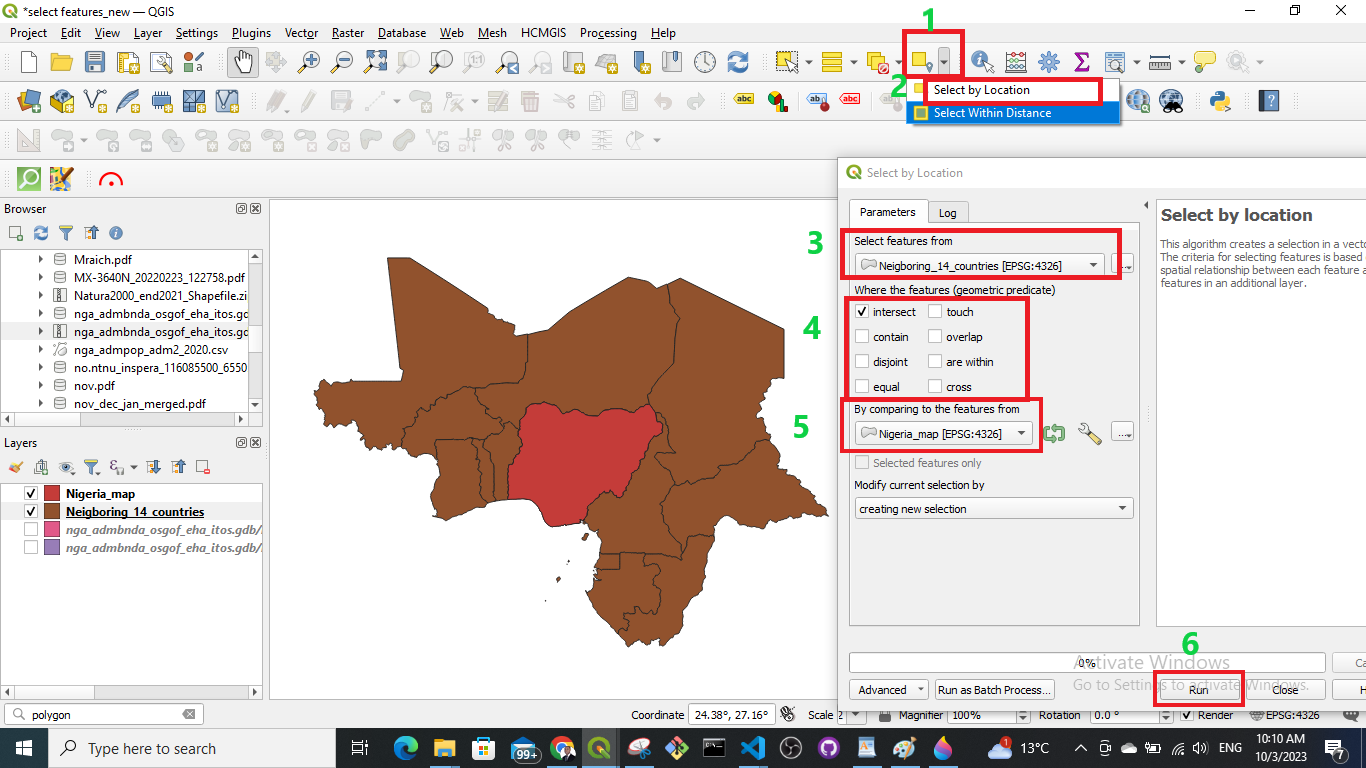 *select features_new — QGIS
1
Project Edit View Layer Settings Plugins Vector Raster Database Web Mesh HCMGIS Processing Help
2
Select by Location
Select Within Distance
abc
ab
abc
Browser
Mraich.pdf
MX-3640N_20220223_122758.pdf
Natura2000_end2021_Shapefile.zi
nga_admbnda_osgof_eha_itos.gc
nga_admbnda_osgof_eha_itos.gc
nga_admpop_adm2_2020.csv
no.ntnu_inspera_116085500_6550
nov.pdf
nov_dec_jan_merged.pdf
Layers
Nigeria_map
Neigboring_14_countries
nga_admbnda_osgof_eha_itos.gdb/
nga_admbnda_osgof_eha_itos.gdb/
Select by Location
Parameters Log
3
Select features from
Neigboring_14_countries [EPSG:4326]
...
Where the features (geometric predicate)
4
intersect touch
contain overlap
disjoint are within
equal cross
5
By comparing to the features from
Nigeria_map [EPSG:4326]
...
Selected features only
Modify current selection by
creating new selection
Select by location
This algorithm creates a selection in a vect
The criteria for selecting features is based
spatial relationship between each feature a
features in an additional layer.
6
0%
Ca
Advanced Run as Batch Process... Run Close H
Activate Windows
Go to Settings to activate Windows.
polygon
Coordinate 24.38°, 27.16° Scale 2 Magnifier 100% Rotation 0.0 ° Render EPSG:4326
Type here to search
99+
13°C
ENG
10:10 AM
10/3/2023
7